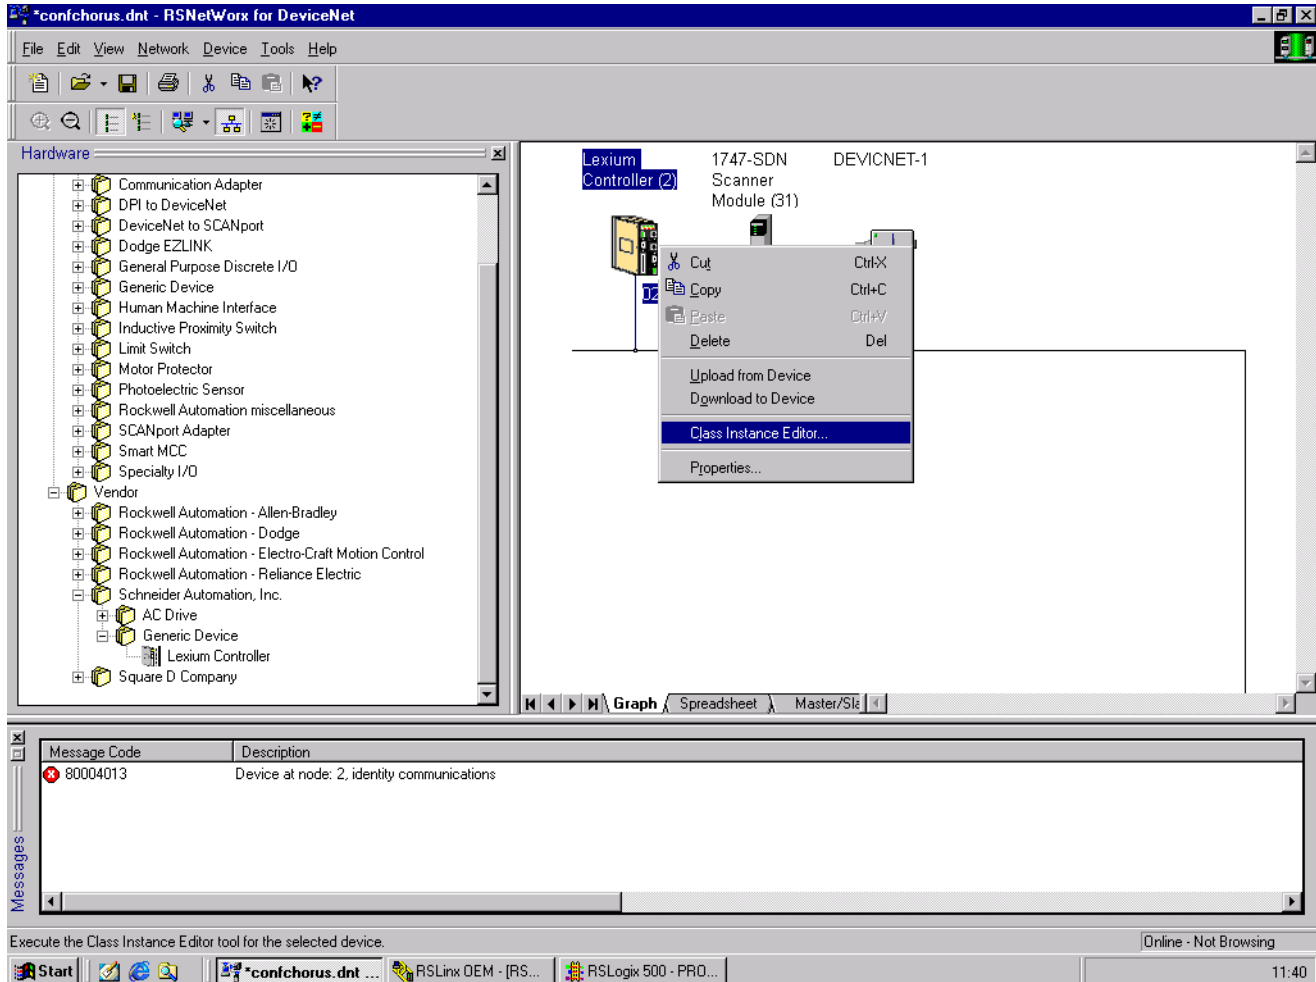 *confchorus.dnt - RSNetWorx for DeviceNet
File Edit View Network Device Tools Help
Hardware
Communication Adapter
DPI to DeviceNet
DeviceNet to SCANport
Dodge EZLINK
General Purpose Discrete I/O
Generic Device
Human Machine Interface
Inductive Proximity Switch
Limit Switch
Motor Protector
Photoelectric Sensor
Rockwell Automation miscellaneous
SCANport Adapter
Smart MCC
Specialty I/O
Vendor
Rockwell Automation - Allen-Bradley
Rockwell Automation - Dodge
Rockwell Automation - Electro-Craft Motion Control
Rockwell Automation - Reliance Electric
Schneider Automation, Inc.
AC Drive
Generic Device
Lexium Controller
Square D Company
Lexium
Controller (2)
1747-SDN
Scanner
Module (31)
DEVICNET-1
02
Cut Ctrl-X
Copy Ctrl+C
Paste Ctrl+V
Delete Del
Upload from Device
Download to Device
Class Instance Editor...
Properties...
Graph Spreadsheet Master/Sla
Messages
Message Code Description
80004013 Device at node: 2, identity communications
Execute the Class Instance Editor tool for the selected device.
Online - Not Browsing
Start *confchorus.dnt ... RSLinx OEM - [RS... RSLogix 500 - PRO... 11:40